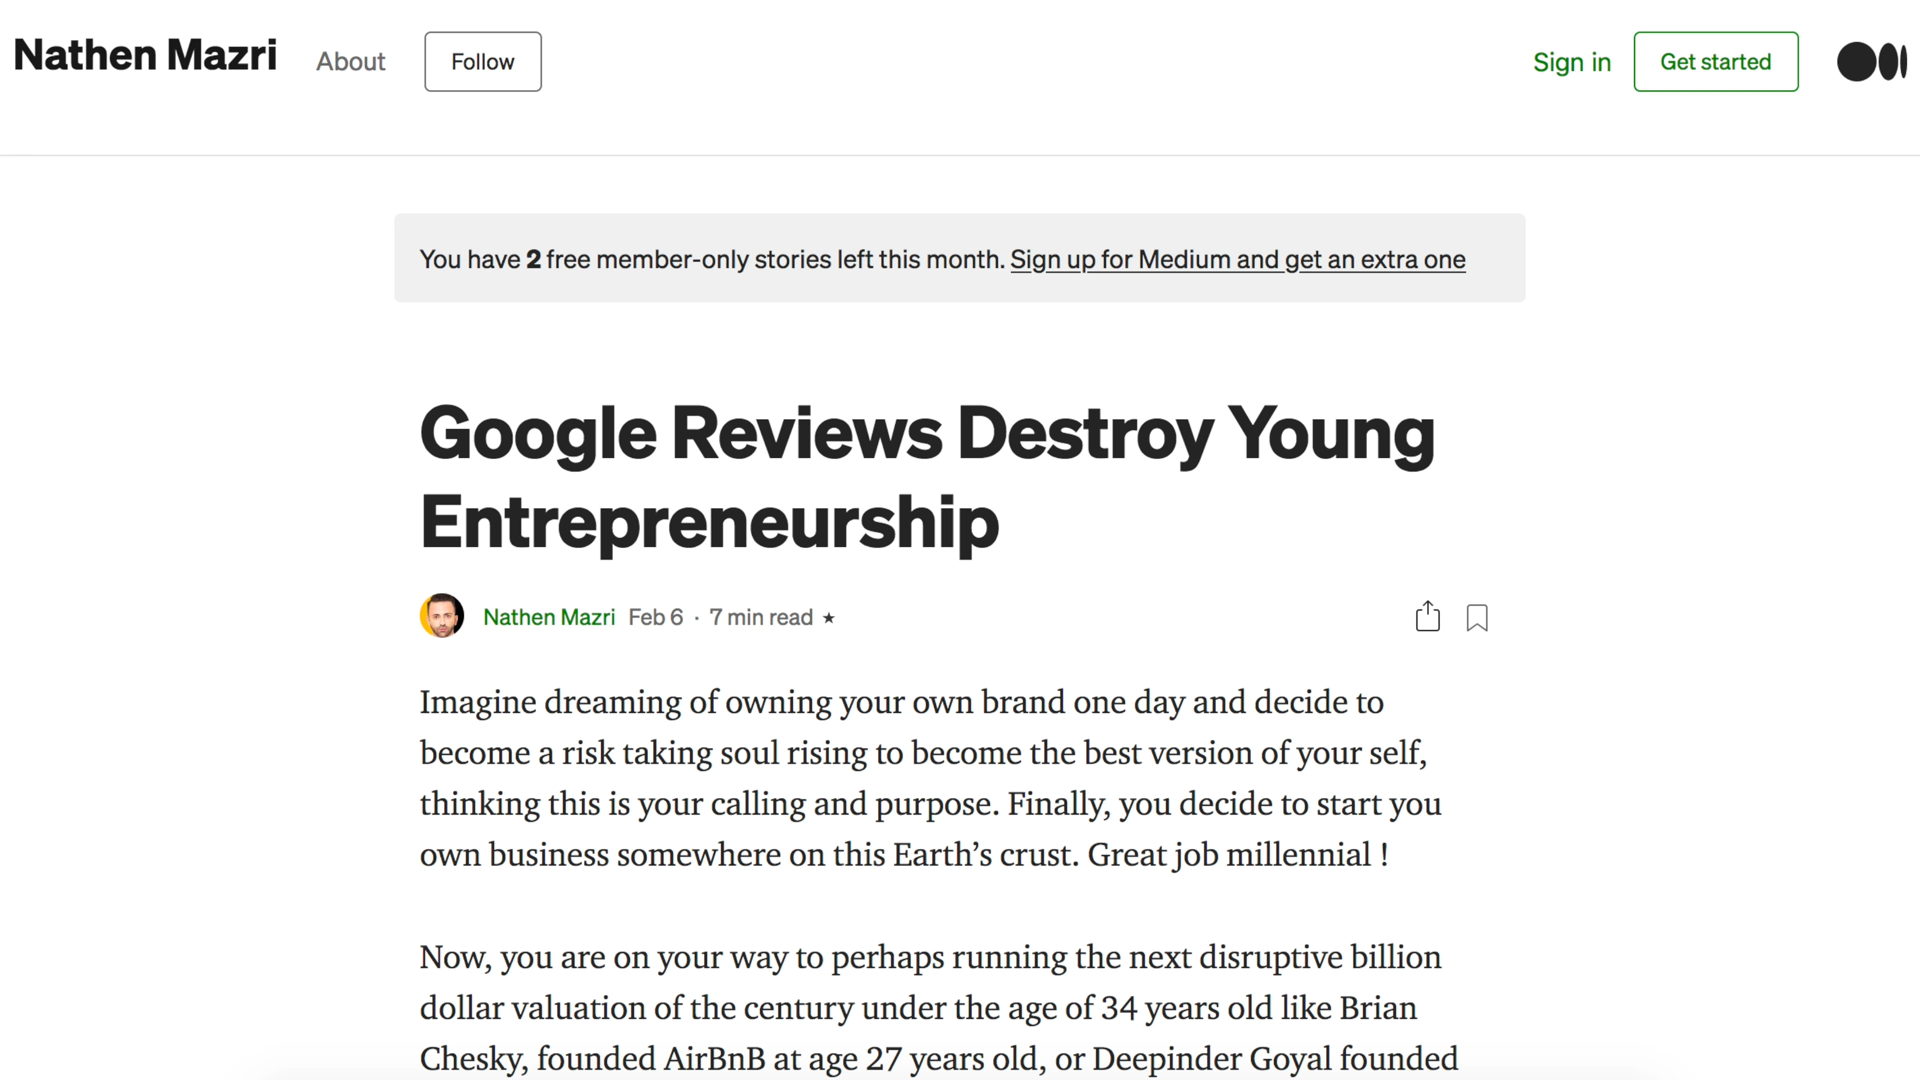 Nathen Mazri About Follow Sign in Get started
You have 2 free member-only stories left this month. Sign up for Medium and get an extra one
Google Reviews Destroy Young
Entrepreneurship
Nathen Mazri Feb 6 · 7 min read ★
Imagine dreaming of owning your own brand one day and decide to
become a risk taking soul rising to become the best version of your self,
thinking this is your calling and purpose. Finally, you decide to start you
own business somewhere on this Earth’s crust. Great job millennial !
Now, you are on your way to perhaps running the next disruptive billion
dollar valuation of the century under the age of 34 years old like Brian
Chesky, founded AirBnB at age 27 years old, or Deepinder Goyal founded